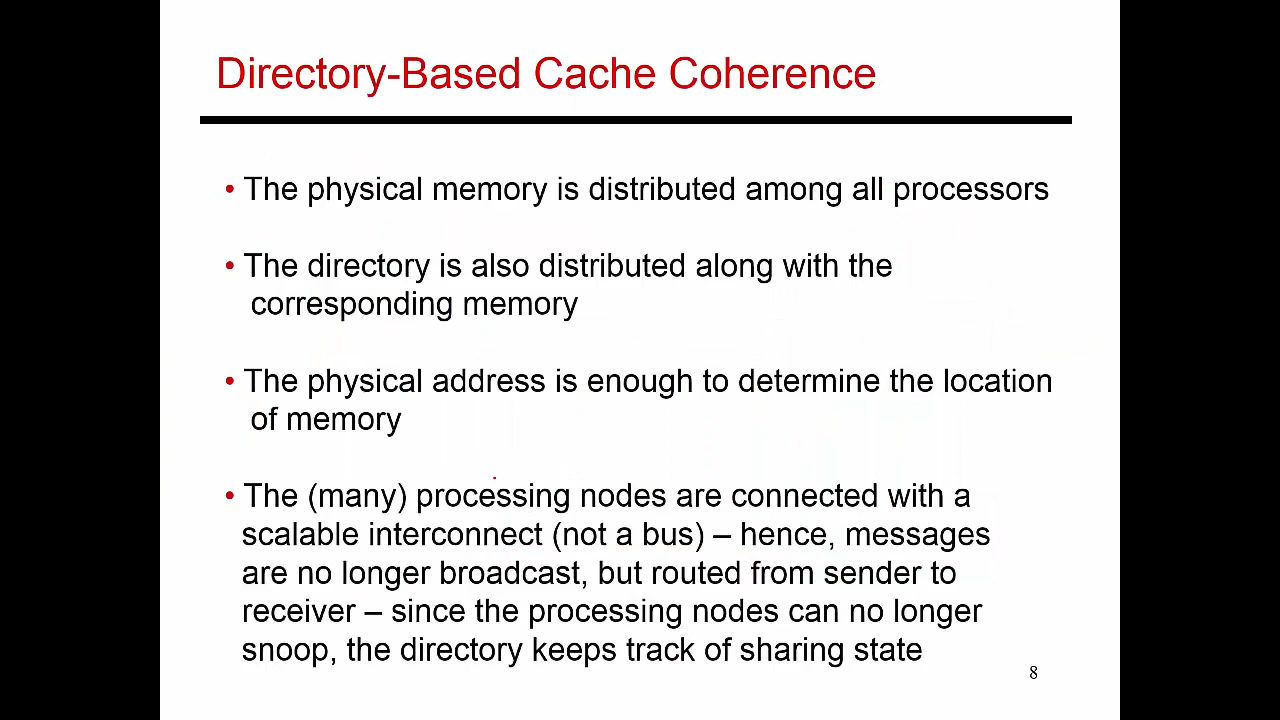 Directory-Based Cache Coherence
• The physical memory is distributed among all processors
• The directory is also distributed along with the
corresponding memory
• The physical address is enough to determine the location
of memory
• The (many) processing nodes are connected with a
scalable interconnect (not a bus) – hence, messages
are no longer broadcast, but routed from sender to
receiver – since the processing nodes can no longer
snoop, the directory keeps track of sharing state
8